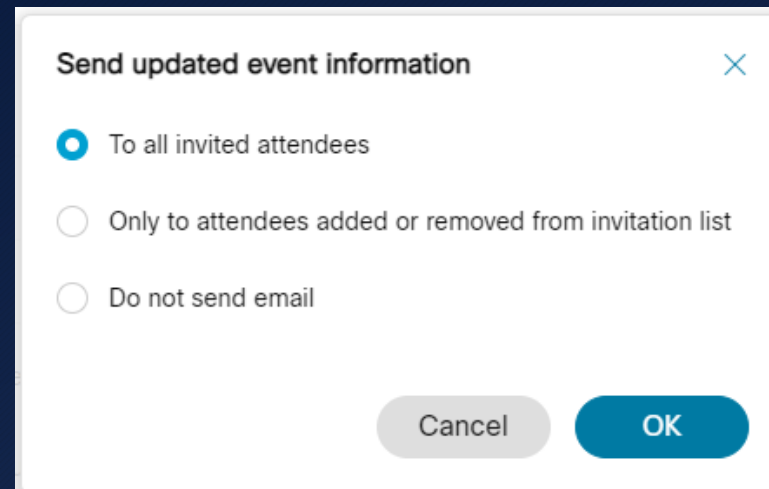 Send updated event information
To all invited attendees
Only to attendees added or removed from invitation list
Do not send email
Cancel
OK